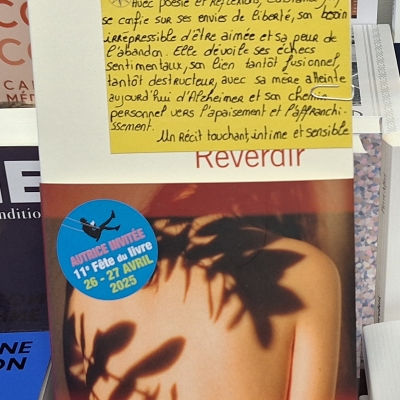 Avec poésie et
se confie sur ses envies de liberté, son besoin
irrépressible d'être aimée et sa peur de
l'abandon. Elle dévoile ses échecs
sentimentaux, son lien tantôt fusionnel,
tantôt destructeur, avec sa mère atteinte
aujourd'hui d'Alzheimer et son chemin
personnel vers l'apaisement et l'affranchi-
ssement.
Un Récit touchant, intime et sensible
Reverdir
AUTRICE INVITÉE
11e Fête du livre
26 - 27 AVRIL
2025